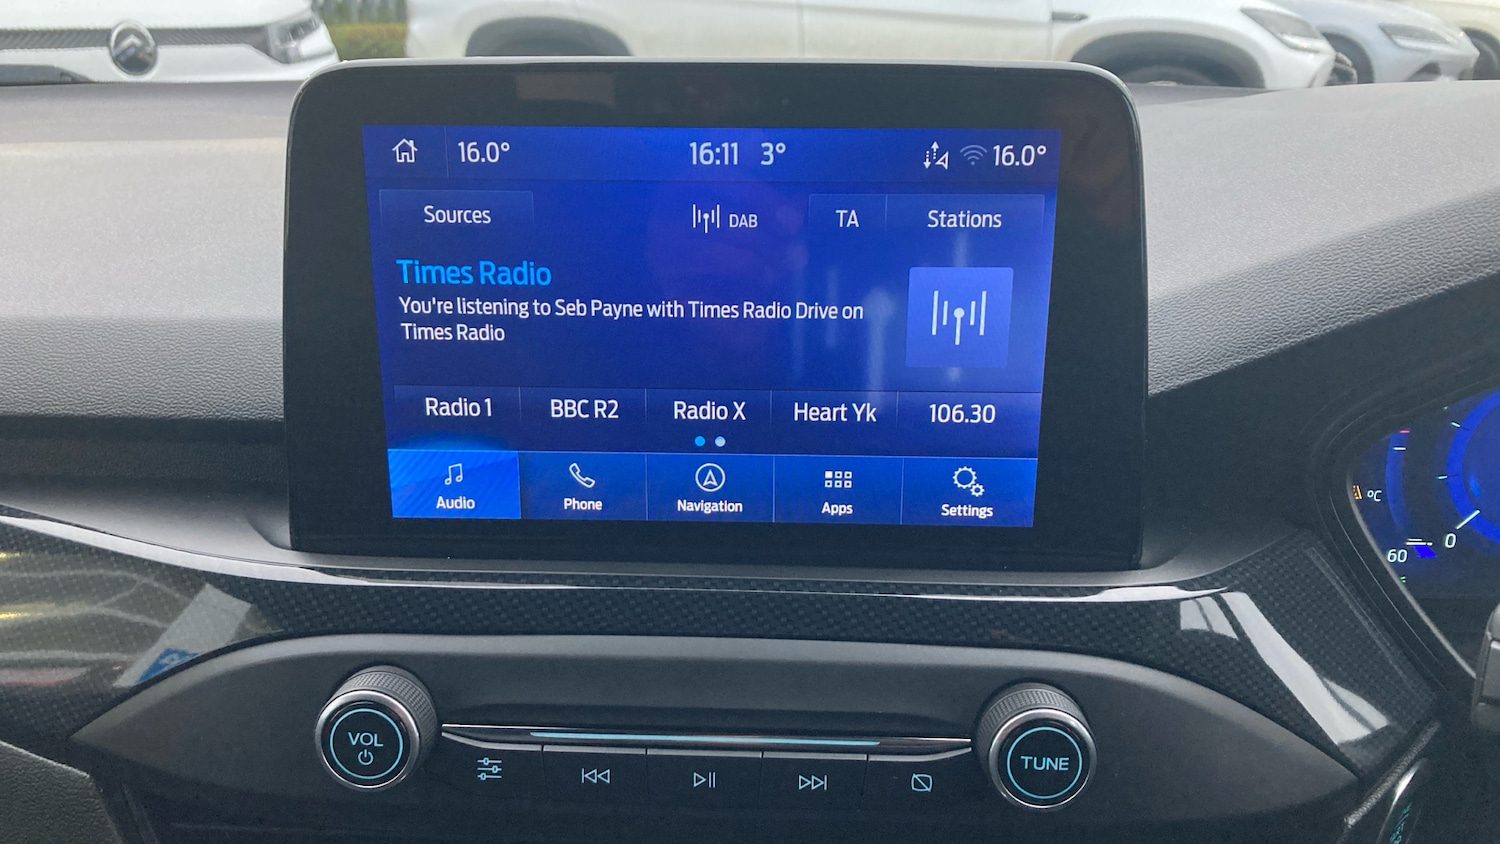 16.0°
16:11 3°
16.0°
Sources
DAB
TA
Stations
Times Radio
You're listening to Seb Payne with Times Radio Drive on
Times Radio
Radio 1
BBC R2
Radio X
Heart Yk
106.30
Audio
Phone
Navigation
Apps
Settings
°C
60
0
VOL
TUNE